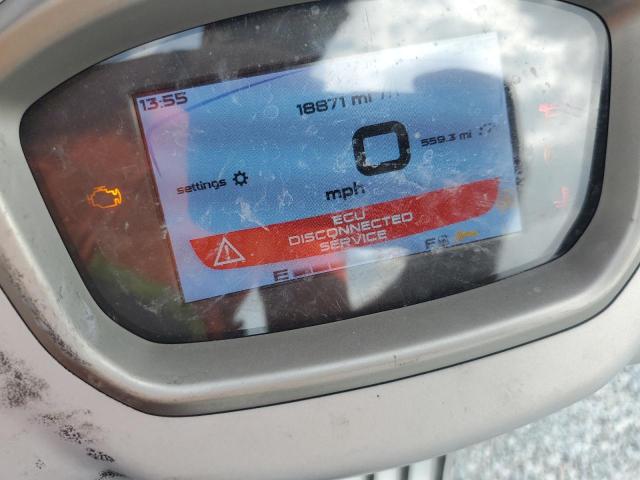 13:55
18871 mi
559.3 mi
settings
0
mph
ECU
DISCONNECTED
SERVICE
E
F